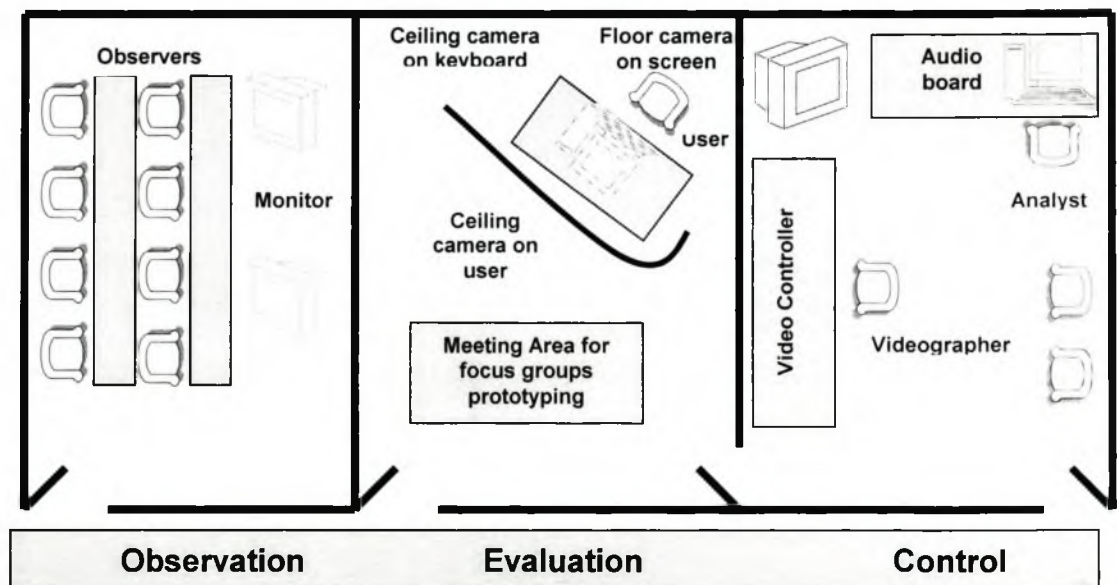 Observers
Monitor
Ceiling camera
on keyboard
Floor camera
on screen
user
Ceiling
camera on
user
Meeting Area for
focus groups
prototyping
Audio
board
Analyst
Video Controller
Videographer
Observation
Evaluation
Control